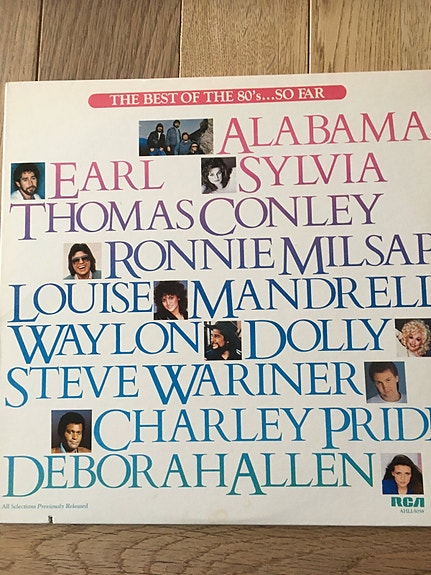 THE BEST OF THE 80's...SO FAR
ALABAMA
EARL SYLVIA
THOMAS CONLEY
RONNIE MILSAP
LOUISE MANDRELL
WAYLON DOLLY
STEVE WARINER
CHARLEY PRID
DEBORAH ALLEN
All Selections Previously Released
RCA